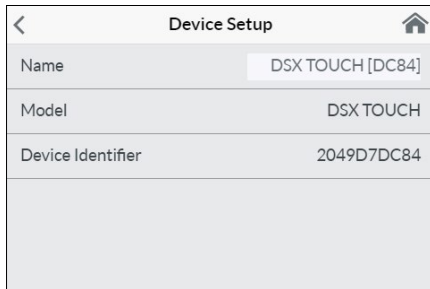 Device Setup
Name DSX TOUCH [DC84]
Model DSX TOUCH
Device Identifier 2049D7DC84